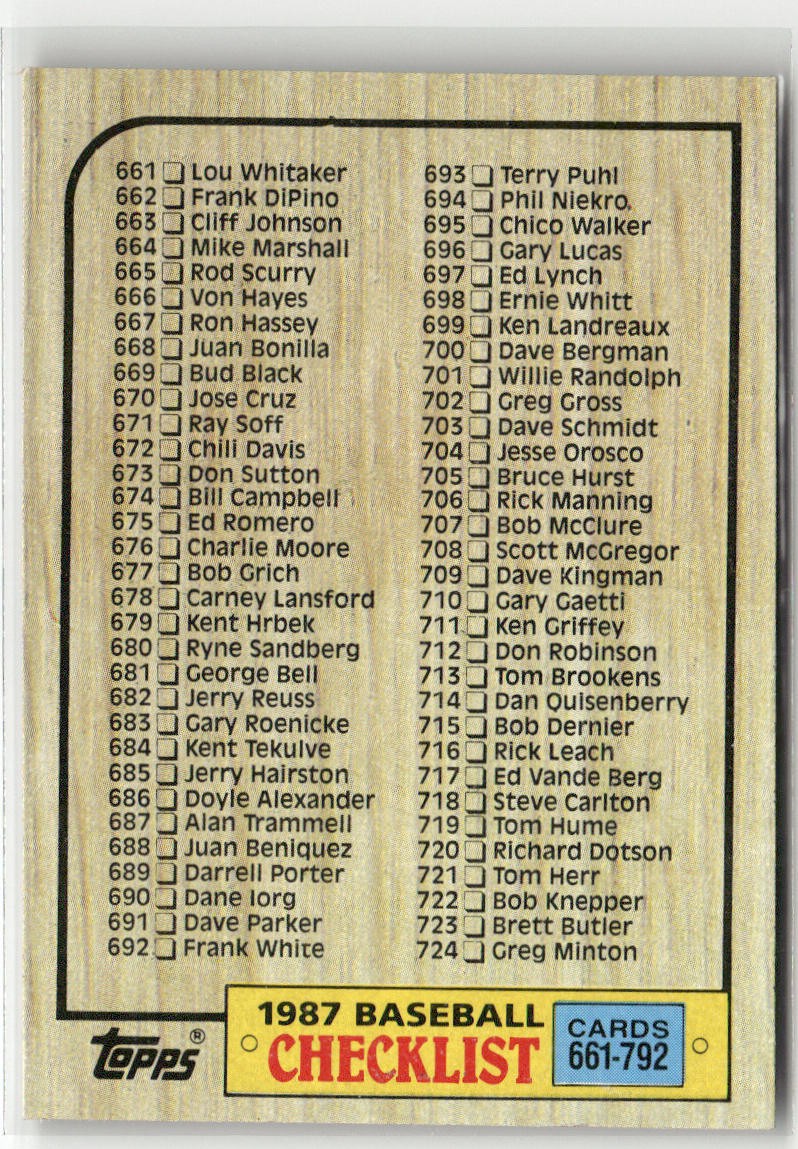 661 Lou Whitaker
662 Frank DiPino
663 Cliff Johnson
664 Mike Marshall
665 Rod Scurry
666 Von Hayes
667 Ron Hassey
668 Juan Bonilla
669 Bud Black
670 Jose Cruz
671 Ray Soff
672 Chili Davis
673 Don Sutton
674 Bill Campbell
675 Ed Romero
676 Charlie Moore
677 Bob Grich
678 Carney Lansford
679 Kent Hrbek
680 Ryne Sandberg
681 George Bell
682 Jerry Reuss
683 Gary Roenicke
684 Kent Tekulve
685 Jerry Hairston
686 Doyle Alexander
687 Alan Trammell
688 Juan Beniquez
689 Darrell Porter
690 Dane Iorg
691 Dave Parker
692 Frank White
693 Terry Puhl
694 Phil Niekro
695 Chico Walker
696 Gary Lucas
697 Ed Lynch
698 Ernie Whitt
699 Ken Landreaux
700 Dave Bergman
701 Willie Randolph
702 Greg Gross
703 Dave Schmidt
704 Jesse Orosco
705 Bruce Hurst
706 Rick Manning
707 Bob McClure
708 Scott McGregor
709 Dave Kingman
710 Gary Gaetti
711 Ken Griffey
712 Don Robinson
713 Tom Brookens
714 Dan Quisenberry
715 Bob Dernier
716 Rick Leach
717 Ed Vande Berg
718 Steve Carlton
719 Tom Hume
720 Richard Dotson
721 Tom Herr
722 Bob Knepper
723 Brett Butler
724 Greg Minton
topps®
1987 BASEBALL
CHECKLIST
CARDS
661-792